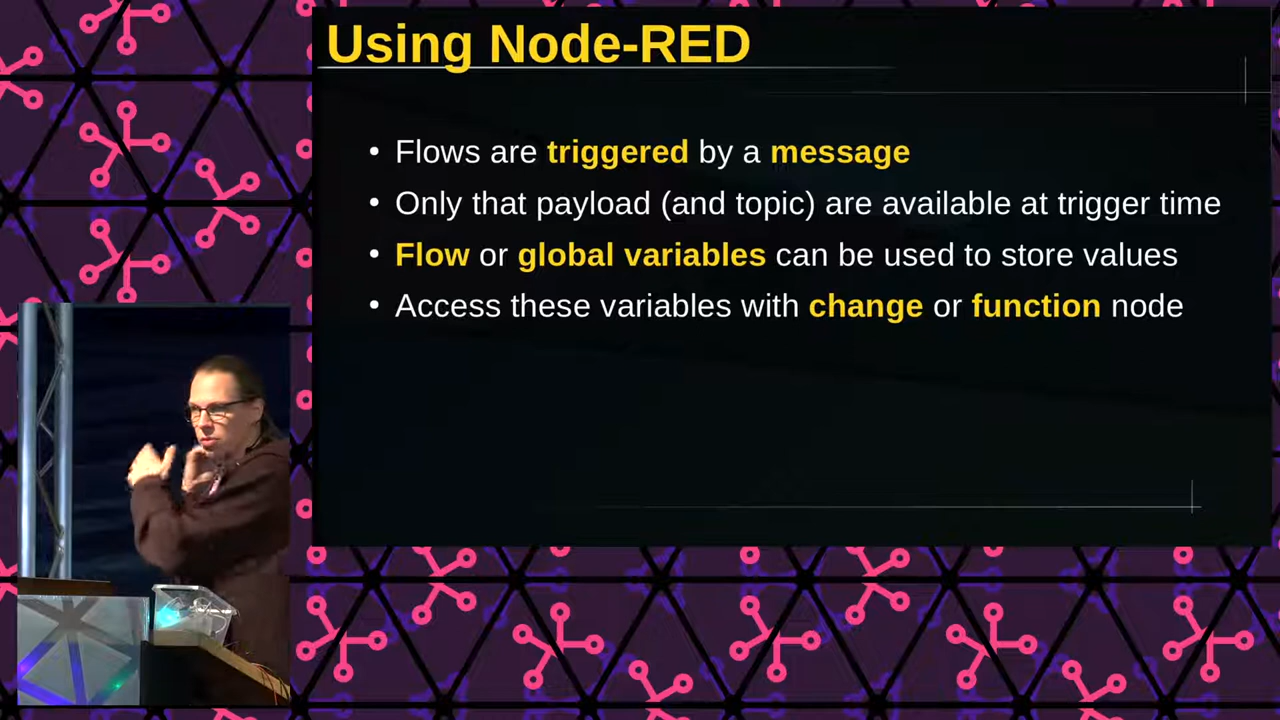 Using Node-RED
• Flows are triggered by a message
• Only that payload (and topic) are available at trigger time
• Flow or global variables can be used to store values
• Access these variables with change or function node